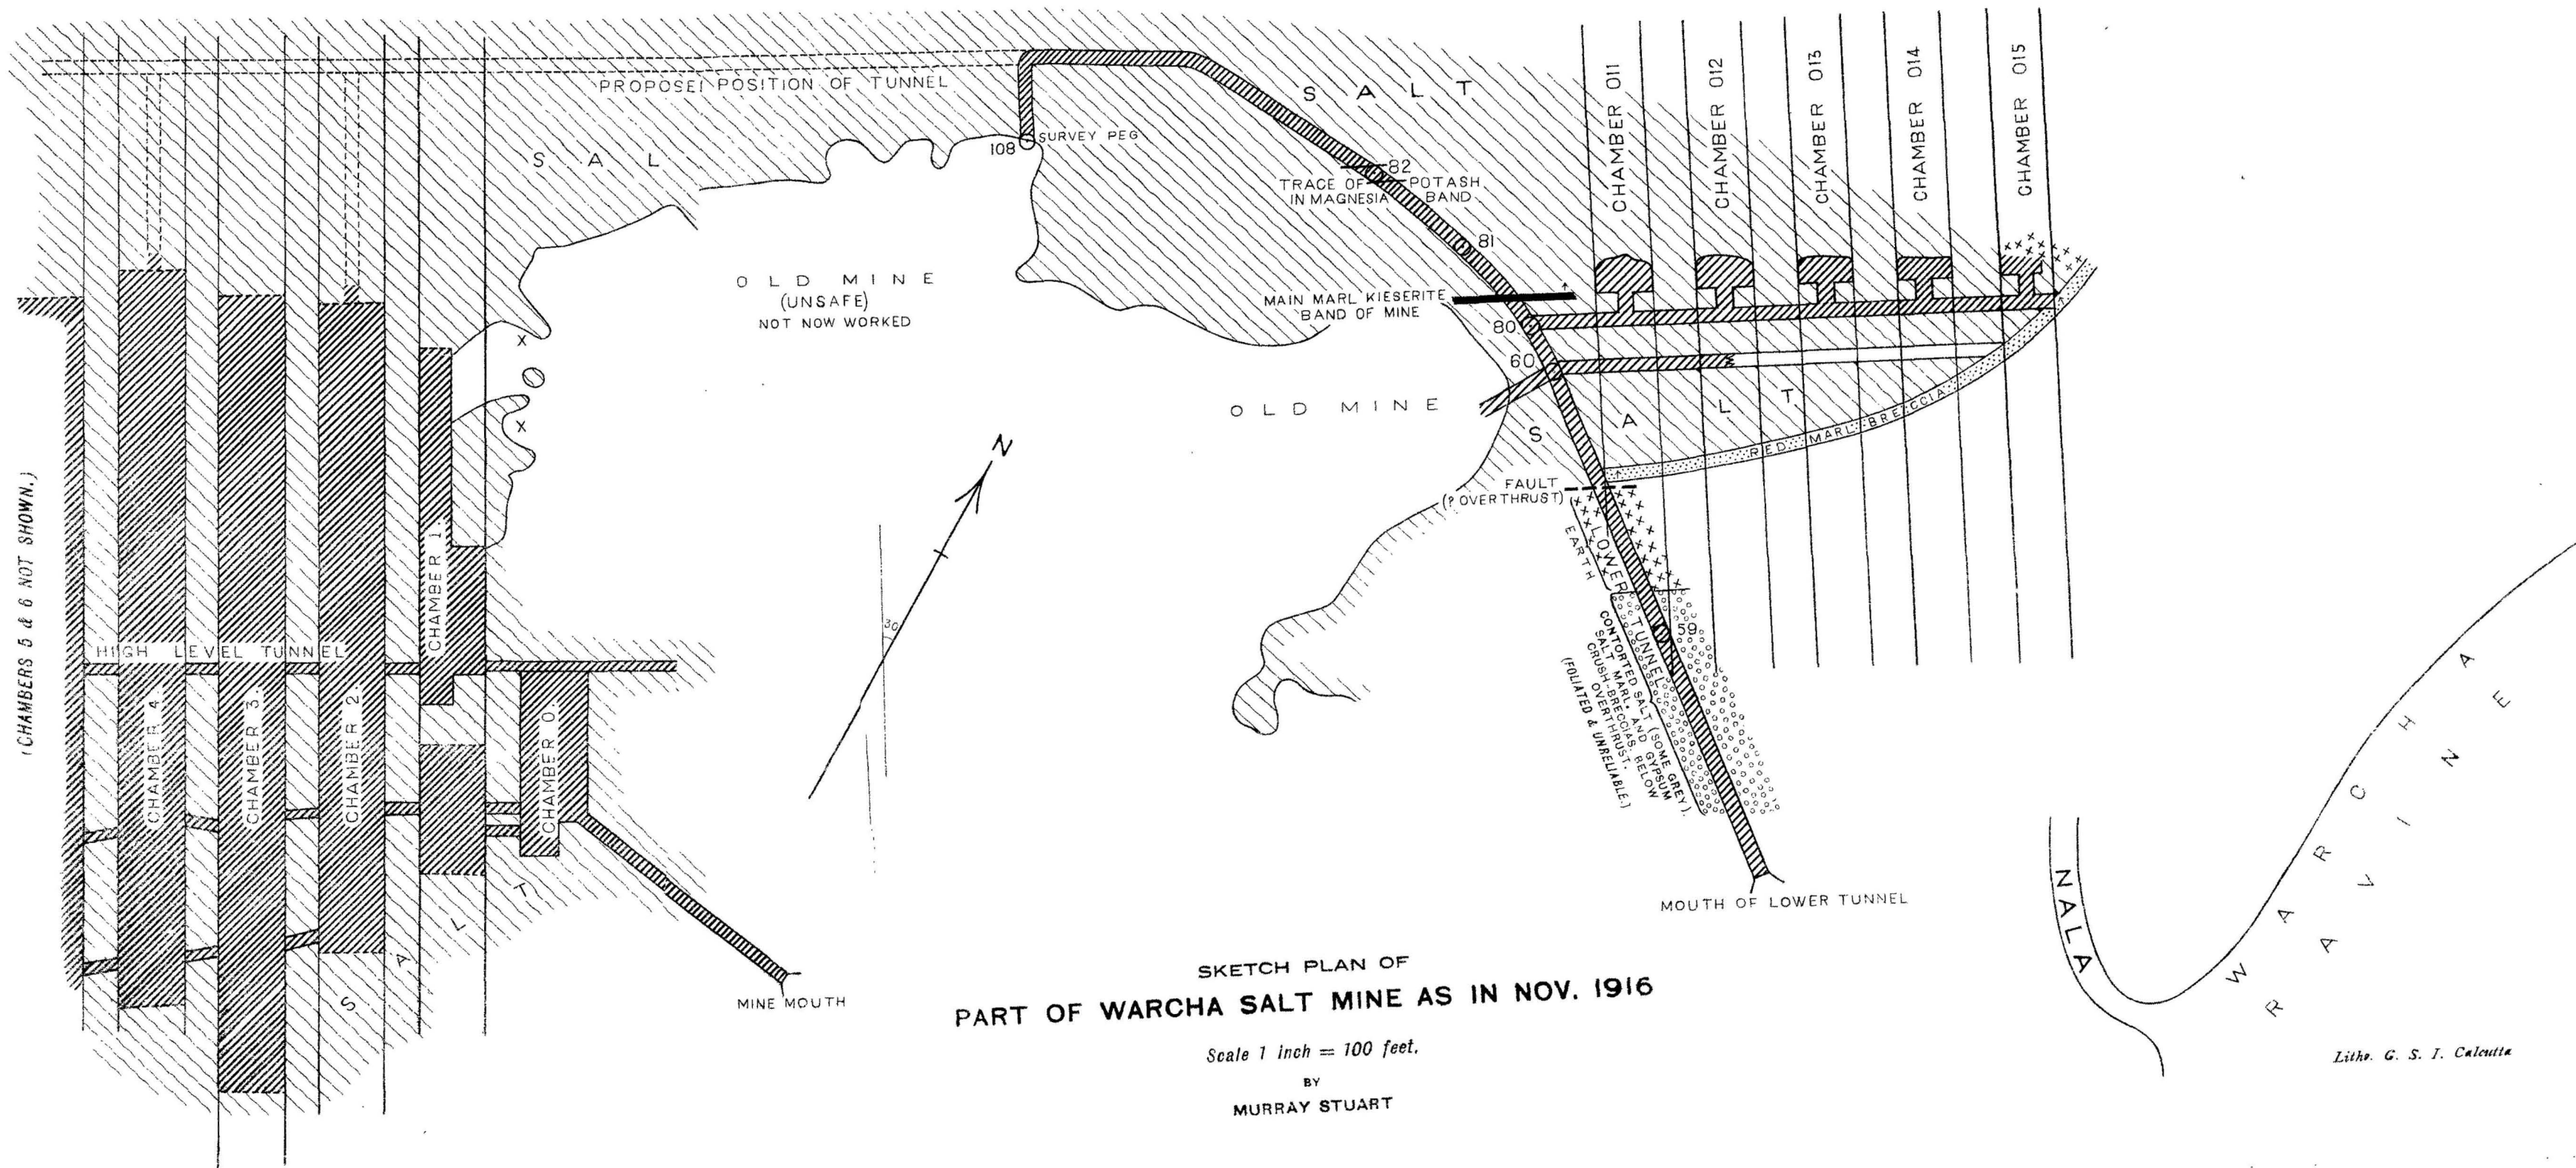 PROPOSEI POSITION OF TUNNEL
S A L
SURVEY PEG
108
S A L T
82
TRACE OF POTASH
IN MAGNESIA BAND
81
CHAMBER 011
CHAMBER 012
CHAMBER 013
CHAMBER 014
CHAMBER 015
OLD MINE
(UNSAFE)
NOT NOW WORKED
MAIN MARL KIESERITE
BAND OF MINE
80
60
OLD MINE
S A L T
RED MARL BRECCIA
FAULT
(? OVERTHRUST)
EARTH
LOWER TUNNEL
59
CONTORTED SALT (SOME GREY).
SALT MARL, AND GYPSUM
CRUSH-BRECCIAS BELOW
OVERTHRUST.
(FOLIATED & UNRELIABLE.)
MOUTH OF LOWER TUNNEL
N
30
(CHAMBERS 5 & 6 NOT SHOWN.)
HIGH LEVEL TUNNEL
CHAMBER 4.
CHAMBER 3.
CHAMBER 2.
CHAMBER 1.
CHAMBER 0.
S A L T
MINE MOUTH
NALA
WARCHA
RAVINE
SKETCH PLAN OF
PART OF WARCHA SALT MINE AS IN NOV. 1916
Scale 1 inch = 100 feet.
BY
MURRAY STUART
Litho. G. S. I. Calcutta